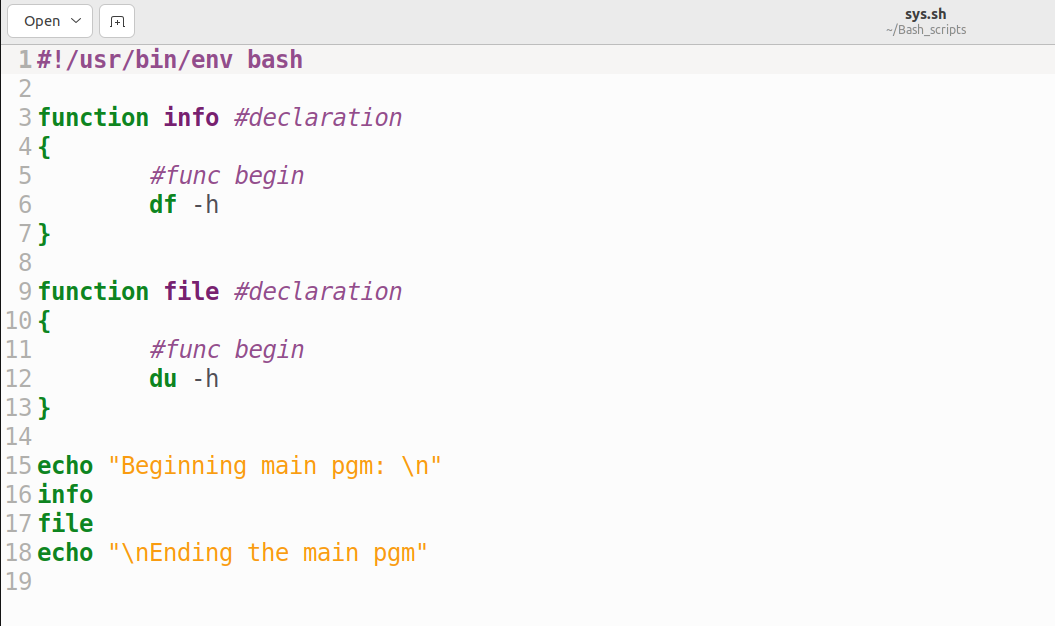 Open
sys.sh
~/Bash_scripts
1 #!/usr/bin/env bash
2
3 function info #declaration
4 {
5         #func begin
6         df -h
7 }
8
9 function file #declaration
10 {
11         #func begin
12         du -h
13 }
14
15 echo "Beginning main pgm: \n"
16 info
17 file
18 echo "\nEnding the main pgm"
19